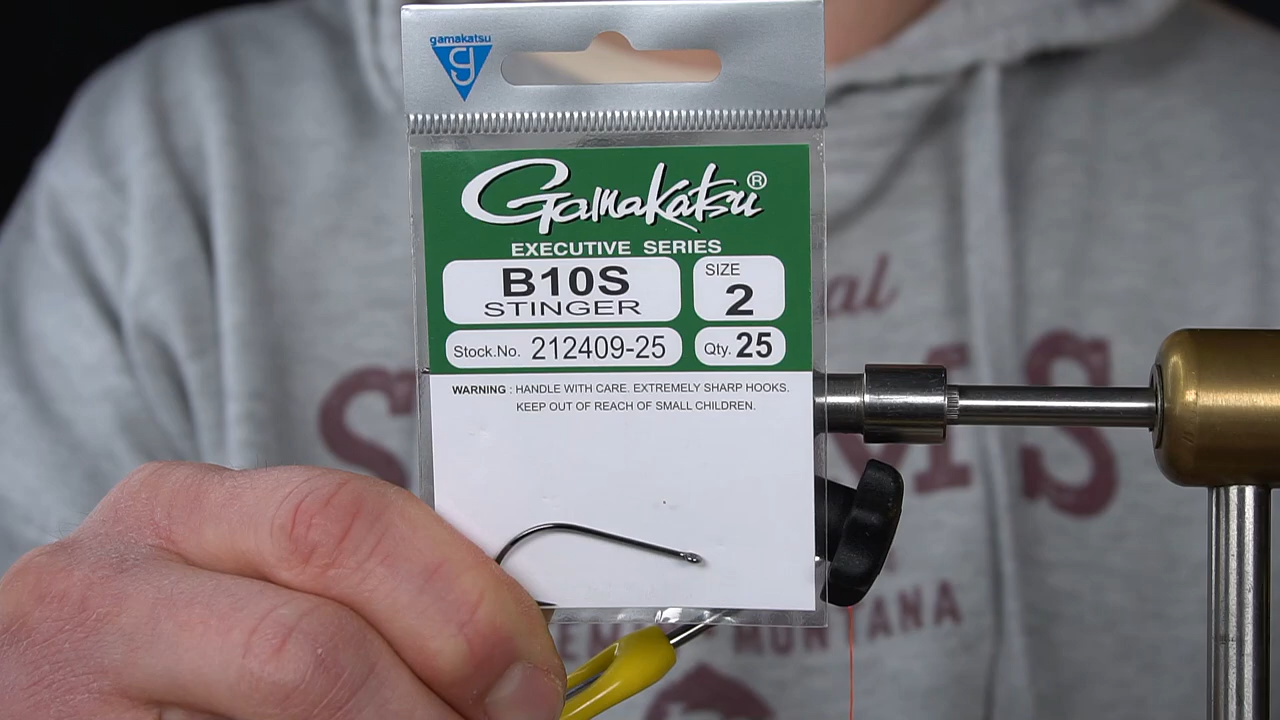 gamakatsu
Gamakatsu®
EXECUTIVE SERIES
B10S
STINGER
SIZE
2
Stock.No. 212409-25
Qty. 25
WARNING : HANDLE WITH CARE. EXTREMELY SHARP HOOKS.
KEEP OUT OF REACH OF SMALL CHILDREN.
MONTANA